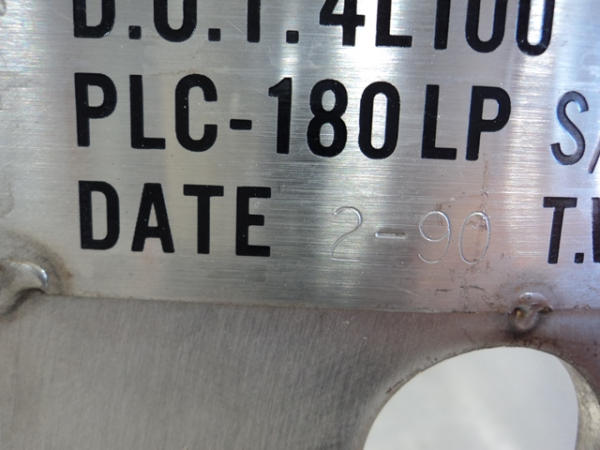 D.O.T. 4L100
PLC-180LP S/
DATE 2-90 T.